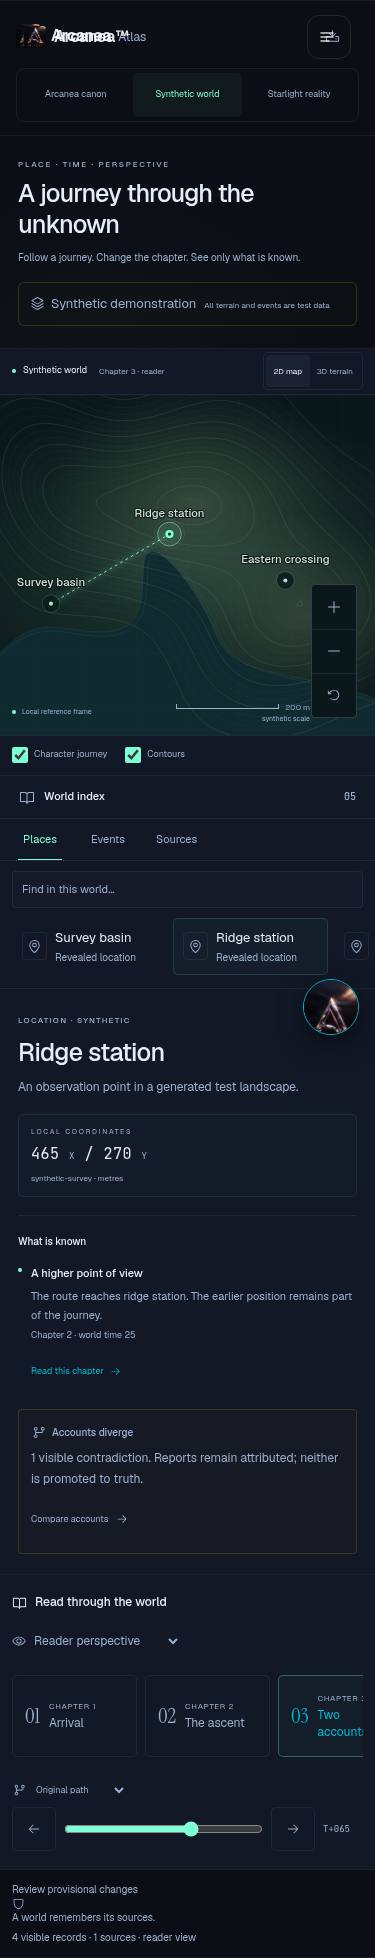 Arcanea™ Atlas
Arcanea canon Synthetic world Starlight reality
PLACE · TIME · PERSPECTIVE
A journey through the
unknown
Follow a journey. Change the chapter. See only what is known.
Synthetic demonstration All terrain and events are test data
Synthetic world Chapter 3 · reader 2D map 3D terrain
Ridge station
Eastern crossing
Survey basin
Local reference frame
200 m
synthetic scale
Character journey Contours
World index 05
Places Events Sources
Find in this world...
Survey basin
Revealed location
Ridge station
Revealed location
LOCATION · SYNTHETIC
Ridge station
An observation point in a generated test landscape.
LOCAL COORDINATES
465 X / 270 Y
synthetic-survey · metres
What is known
A higher point of view
The route reaches ridge station. The earlier position remains part
of the journey.
Chapter 2 · world time 25
Read this chapter →
Accounts diverge
1 visible contradiction. Reports remain attributed; neither
is promoted to truth.
Compare accounts →
Read through the world
Reader perspective
01 CHAPTER 1
Arrival
02 CHAPTER 2
The ascent
03 CHAPTER 3
Two
accounts
Original path
← → T+065
Review provisional changes
A world remembers its sources.
4 visible records · 1 sources · reader view